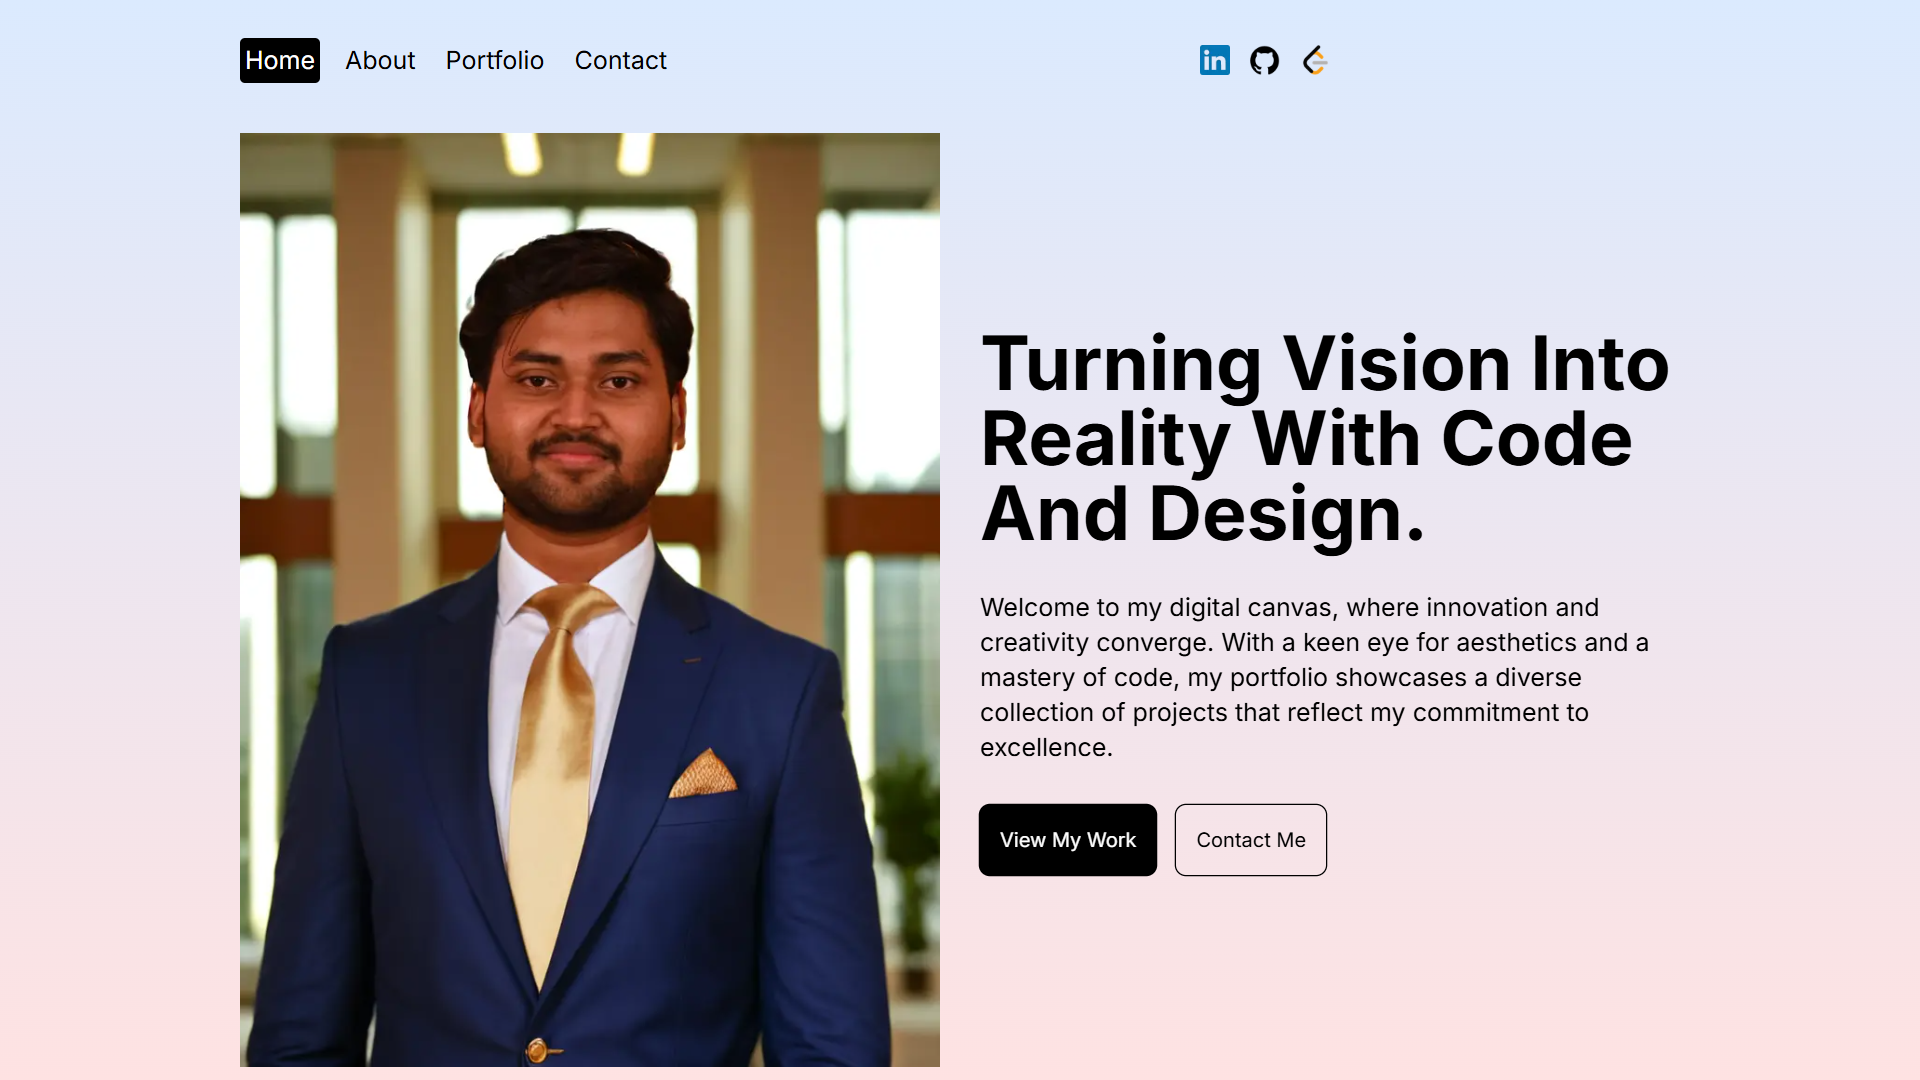 Home About Portfolio Contact
in
Turning Vision Into
Reality With Code
And Design.
Welcome to my digital canvas, where innovation and
creativity converge. With a keen eye for aesthetics and a
mastery of code, my portfolio showcases a diverse
collection of projects that reflect my commitment to
excellence.
View My Work Contact Me